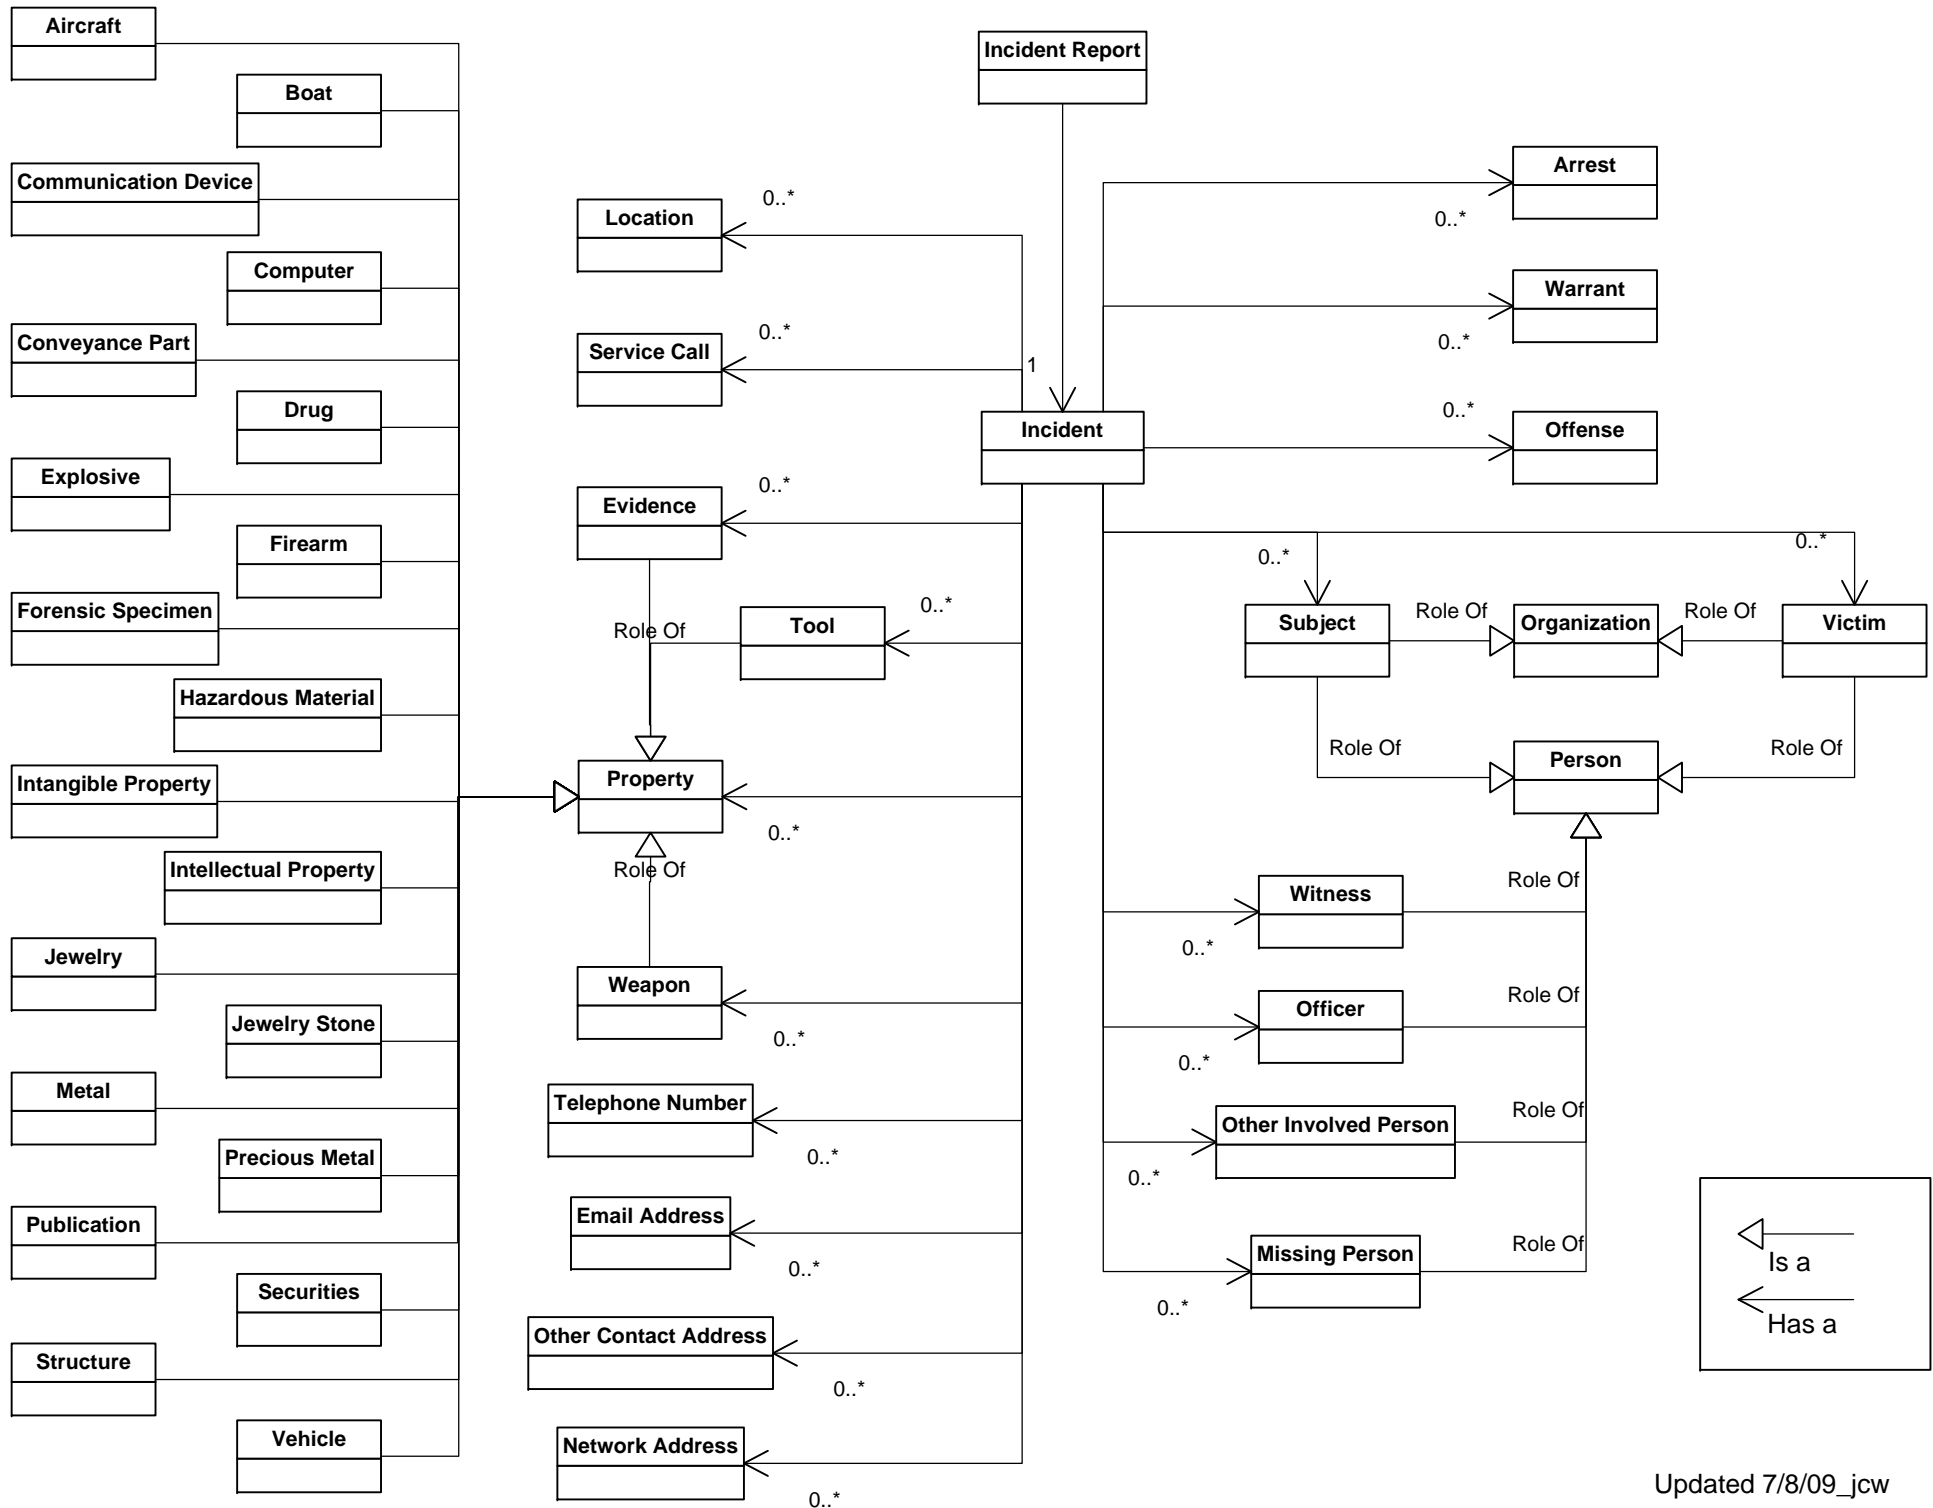 Aircraft
Boat
Communication Device
Computer
Conveyance Part
Drug
Explosive
Firearm
Forensic Specimen
Hazardous Material
Intangible Property
Intellectual Property
Jewelry
Jewelry Stone
Metal
Precious Metal
Publication
Securities
Structure
Vehicle
Incident Report
1
Incident
Location
0..*
Service Call
0..*
Evidence
0..*
Role Of
Tool
0..*
Property
0..*
Role Of
Weapon
0..*
Telephone Number
0..*
Email Address
0..*
Other Contact Address
0..*
Network Address
0..*
Arrest
0..*
Warrant
0..*
0..*
Offense
0..*
0..*
Subject
Role Of
Organization
Role Of
Victim
Role Of
Person
Role Of
Witness
Role Of
0..*
Officer
Role Of
0..*
Other Involved Person
Role Of
0..*
Missing Person
Role Of
0..*
Is a
Has a
Updated 7/8/09_jcw